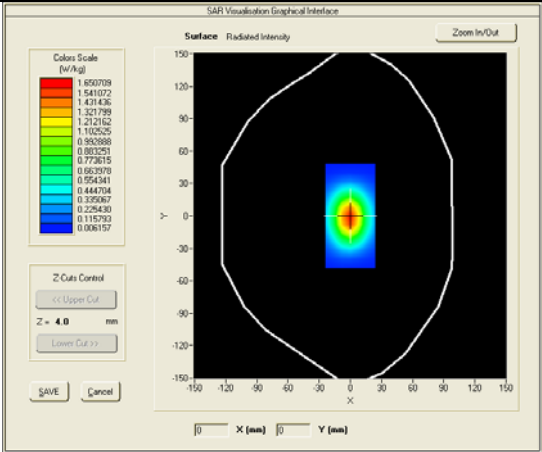 SAR Visualisation Graphical Interface
Surface Radiated Intensity
Zoom In/Out
Colors Scale
(W/kg)
1.650709
1.541072
1.431436
1.321799
1.212162
1.102525
0.992888
0.883251
0.773615
0.663978
0.554341
0.444704
0.335067
0.225430
0.115793
0.006157
Z-Cuts Control
<< Upper Cut
Z = 4.0 mm
Lower Cut >>
SAVE Cancel
150
120
90
60
30
0
-30
-60
-90
-120
-150
Y
-150 -120 -90 -60 -30 0 30 60 90 120 150
X
0 X (mm) 0 Y (mm)